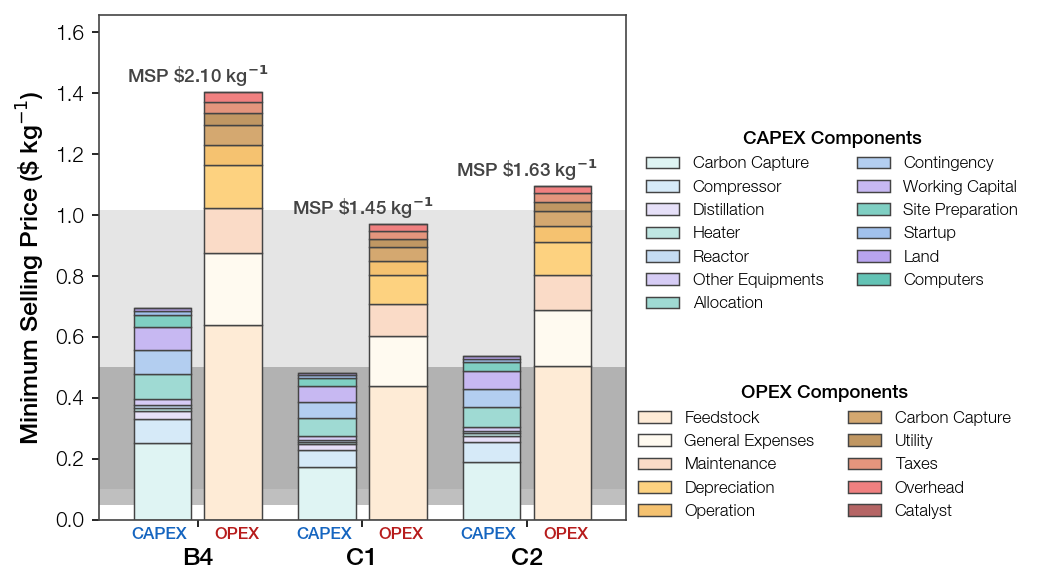 Minimum Selling Price ($ kg⁻¹)
1.6
1.4
1.2
1.0
0.8
0.6
0.4
0.2
0.0
MSP $2.10 kg⁻¹
MSP $1.45 kg⁻¹
MSP $1.63 kg⁻¹
CAPEX OPEX CAPEX OPEX CAPEX OPEX
B4 C1 C2
CAPEX Components
Carbon Capture Contingency
Compressor Working Capital
Distillation Site Preparation
Heater Startup
Reactor Land
Other Equipments Computers
Allocation
OPEX Components
Feedstock Carbon Capture
General Expenses Utility
Maintenance Taxes
Depreciation Overhead
Operation Catalyst